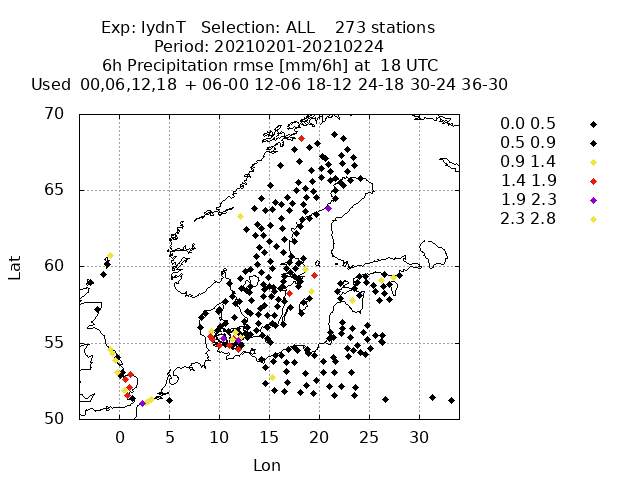 Exp: IydnT Selection: ALL 273 stations
Period: 20210201-20210224
6h Precipitation rmse [mm/6h] at 18 UTC
Used 00,06,12,18 + 06-00 12-06 18-12 24-18 30-24 36-30
0.0 0.5
0.5 0.9
0.9 1.4
1.4 1.9
1.9 2.3
2.3 2.8
70
65
60
55
50
Lat
0 5 10 15 20 25 30
Lon